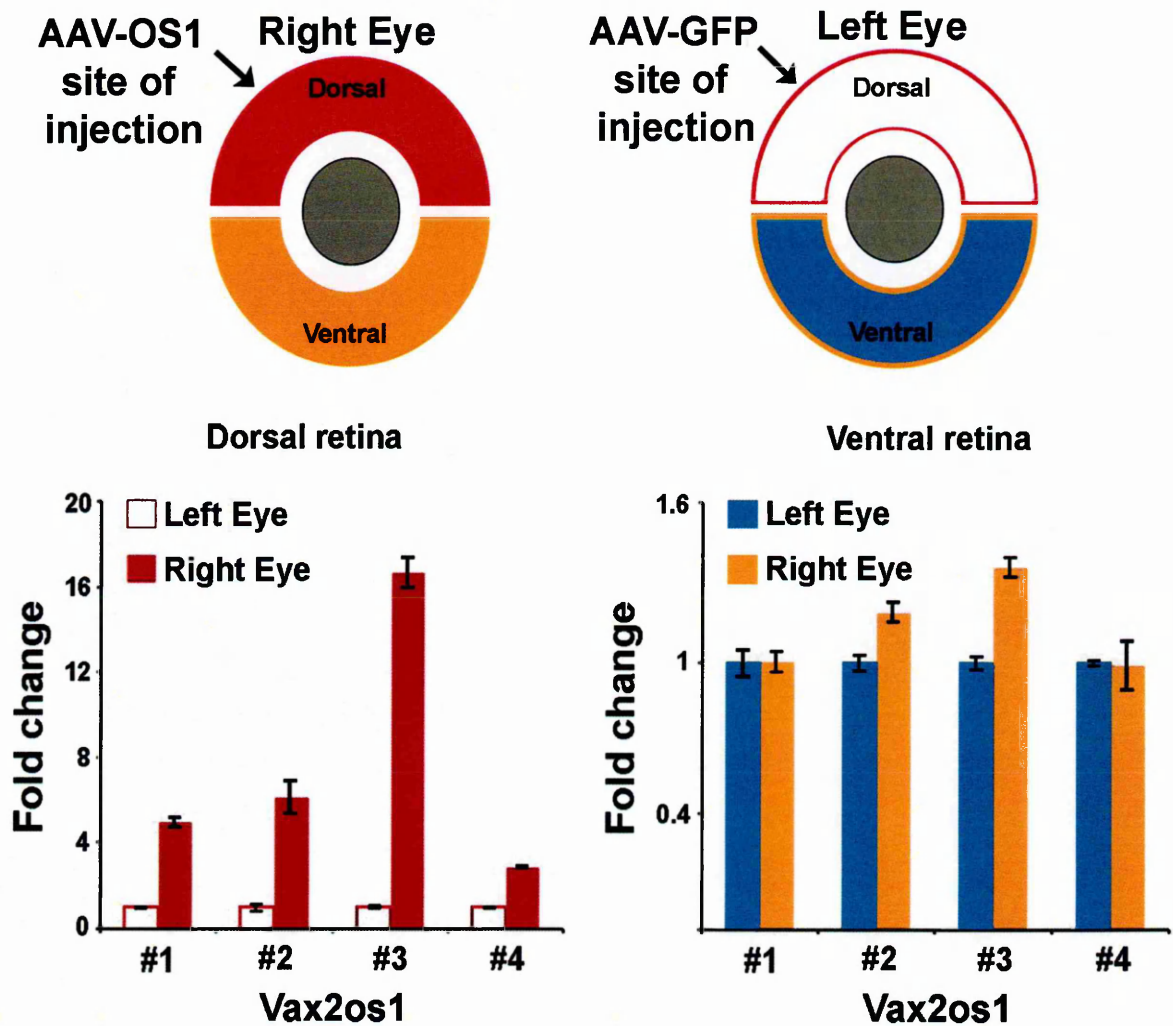 AAV-OS1
site of
injection
Right Eye
Dorsal
Ventral
AAV-GFP
site of
injection
Left Eye
Dorsal
Ventral
Dorsal retina
Left Eye
Right Eye
Fold change
20
16
12
8
4
0
#1 #2 #3 #4
Vax2os1
Ventral retina
Left Eye
Right Eye
Fold change
1.6
1
0.4
#1 #2 #3 #4
Vax2os1